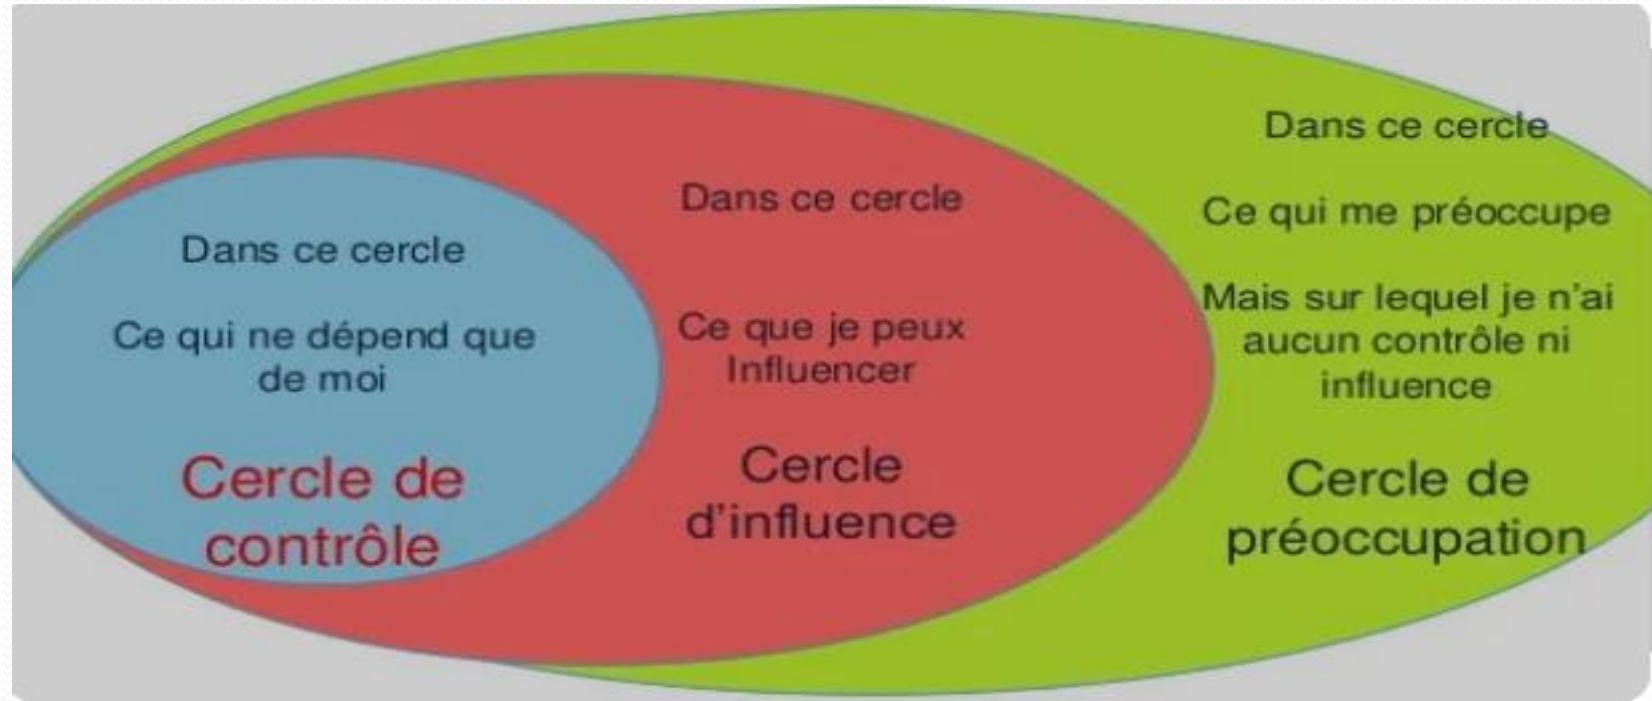 Dans ce cercle
Ce qui ne dépend que
de moi
Cercle de
contrôle
Dans ce cercle
Ce que je peux
Influencer
Cercle
d'influence
Dans ce cercle
Ce qui me préoccupe
Mais sur lequel je n'ai
aucun contrôle ni
influence
Cercle de
préoccupation